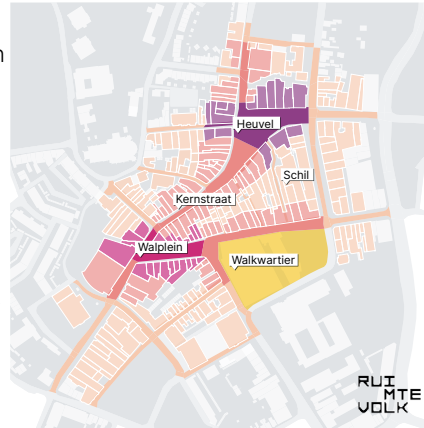 n
Heuvel
Schil
Kernstraat
Walplein
Walkwartier
RUI
MTE
VOLK